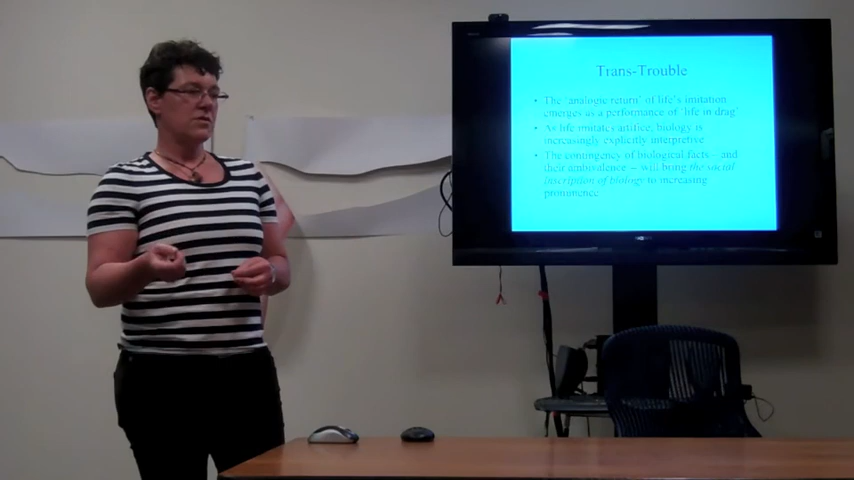 Trans-Trouble
• The 'analogic return' of life's imitation
emerges as a performance of 'life in drag'
• As life imitates artifice, biology is
increasingly explicitly interpretive
• The contingency of biological facts – and
their ambivalence – will bring the social
inscription of biology to increasing
prominence